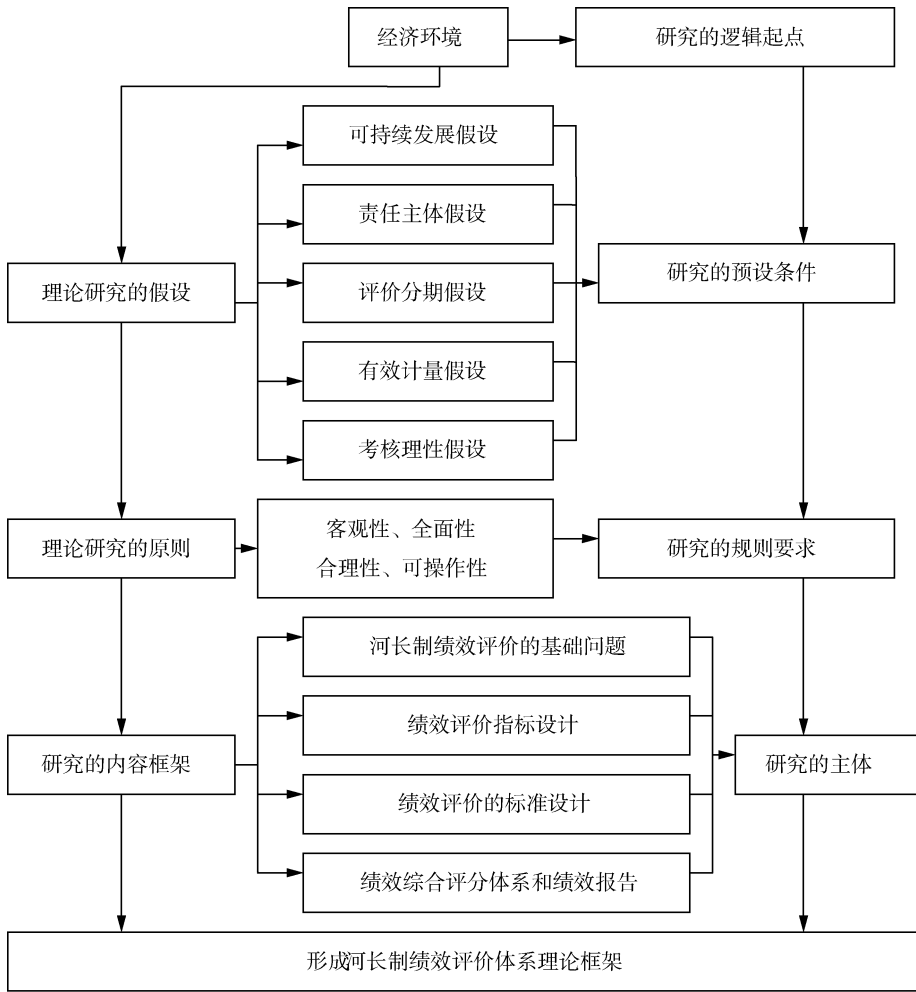 经济环境
研究的逻辑起点
可持续发展假设
责任主体假设
理论研究的假设
评价分期假设
研究的预设条件
有效计量假设
考核理性假设
理论研究的原则
客观性、全面性
合理性、可操作性
研究的规则要求
河长制绩效评价的基础问题
绩效评价指标设计
研究的内容框架
研究的主体
绩效评价的标准设计
绩效综合评分体系和绩效报告
形成河长制绩效评价体系理论框架